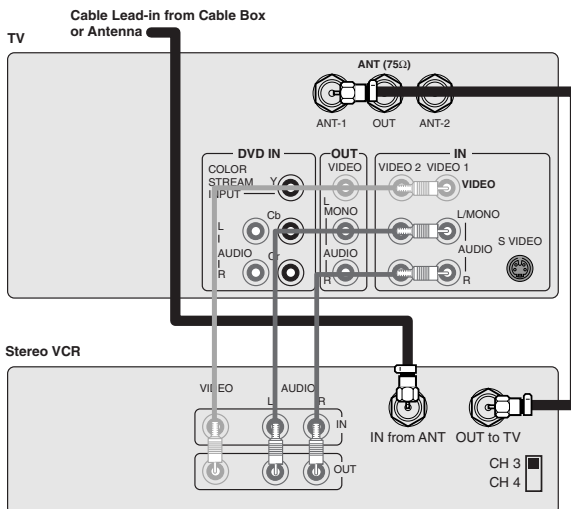 Cable Lead-in from Cable Box
or Antenna
TV
ANT (75Ω)
ANT-1 OUT ANT-2
DVD IN OUT IN
COLOR
STREAM
INPUT
Y
VIDEO
VIDEO 2 VIDEO 1
VIDEO
L
MONO
L/MONO
Cb
L
I
AUDIO
I
R
Cr
AUDIO
R
AUDIO
R
S VIDEO
Stereo VCR
VIDEO AUDIO
L R
IN
OUT
IN from ANT OUT to TV
CH 3
CH 4